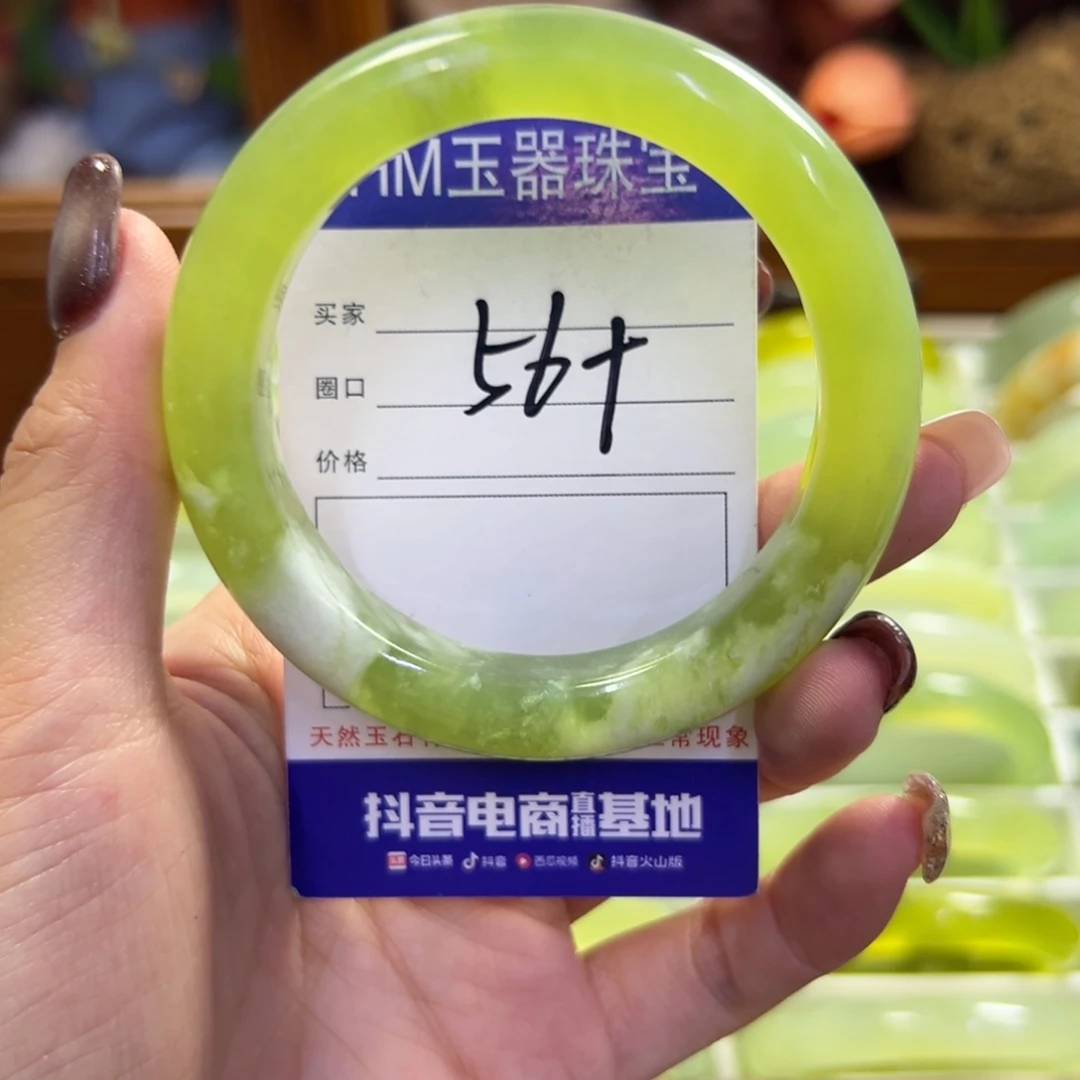 HM玉器珠宝
买家
圈口 56+
价格
天然玉石 正常现象
抖音电商直播基地
今日头条 抖音 西瓜视频 抖音火山版